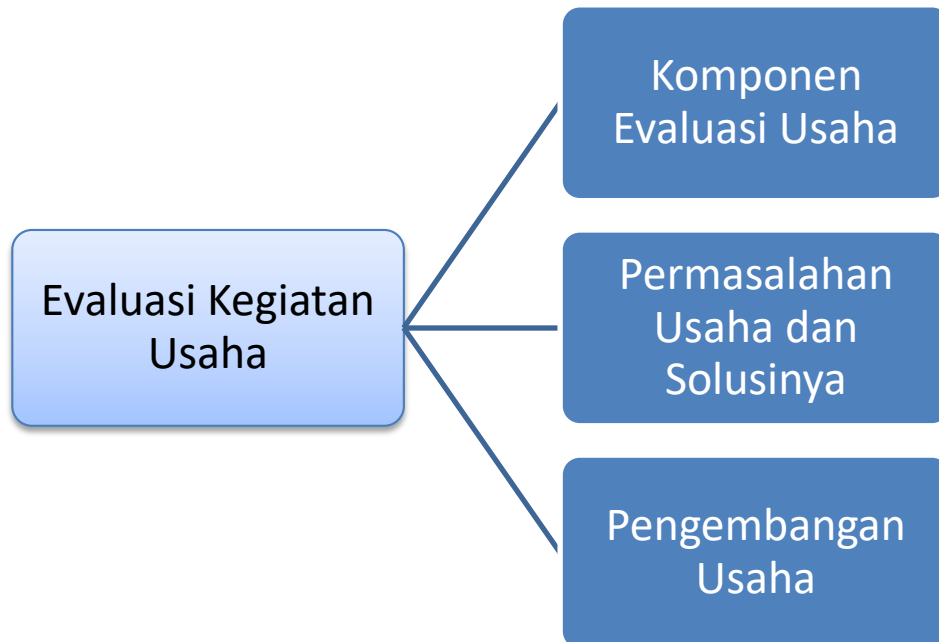 Komponen
Evaluasi Usaha
Evaluasi Kegiatan
Usaha
Permasalahan
Usaha dan
Solusinya
Pengembangan
Usaha